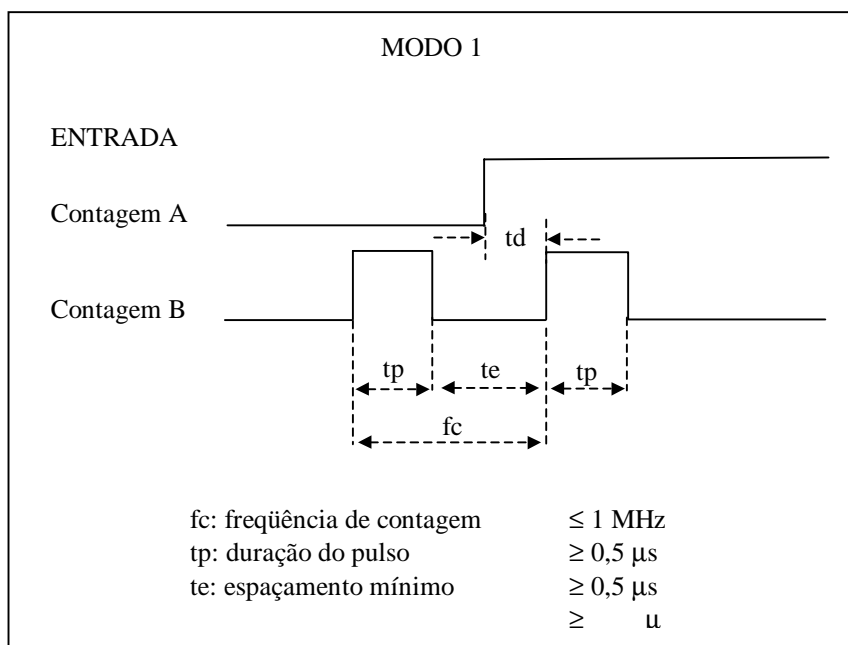 MODO 1
ENTRADA
Contagem A
td
Contagem B
tp te tp
fc
fc: freqüência de contagem ≤ 1 MHz
tp: duração do pulso ≥ 0,5 μs
te: espaçamento mínimo ≥ 0,5 μs
≥ μ